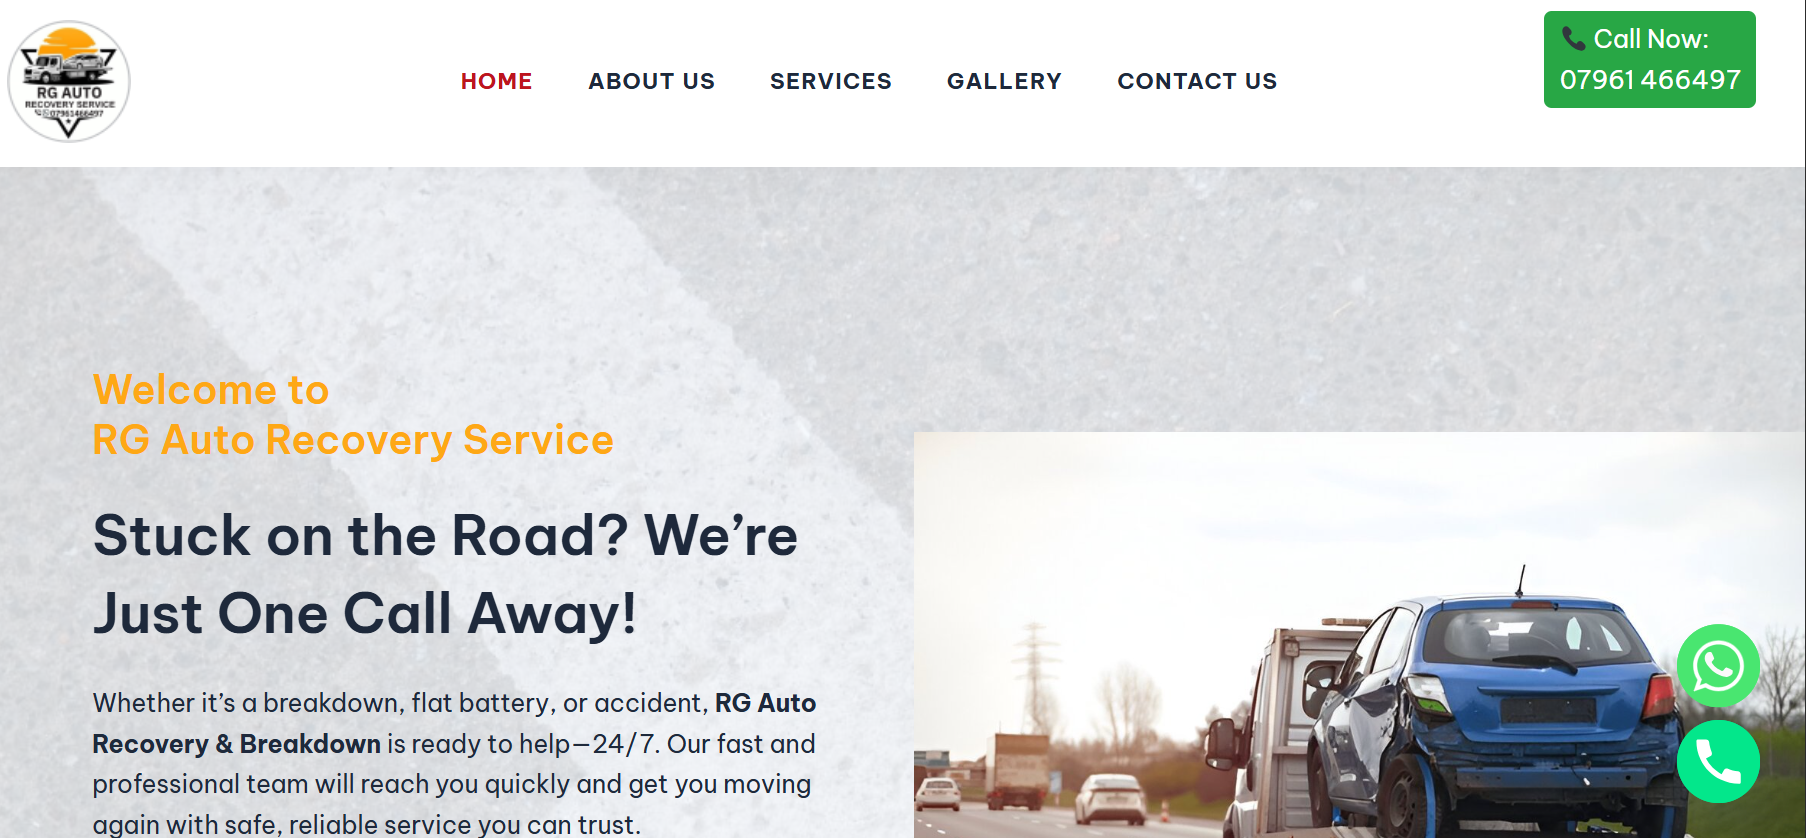 RG AUTO
RECOVERY SERVICE
07961466497
HOME
ABOUT US
SERVICES
GALLERY
CONTACT US
Call Now:
07961 466497
Welcome to
RG Auto Recovery Service
Stuck on the Road? We’re
Just One Call Away!
Whether it’s a breakdown, flat battery, or accident, RG Auto
Recovery & Breakdown is ready to help—24/7. Our fast and
professional team will reach you quickly and get you moving
again with safe, reliable service you can trust.